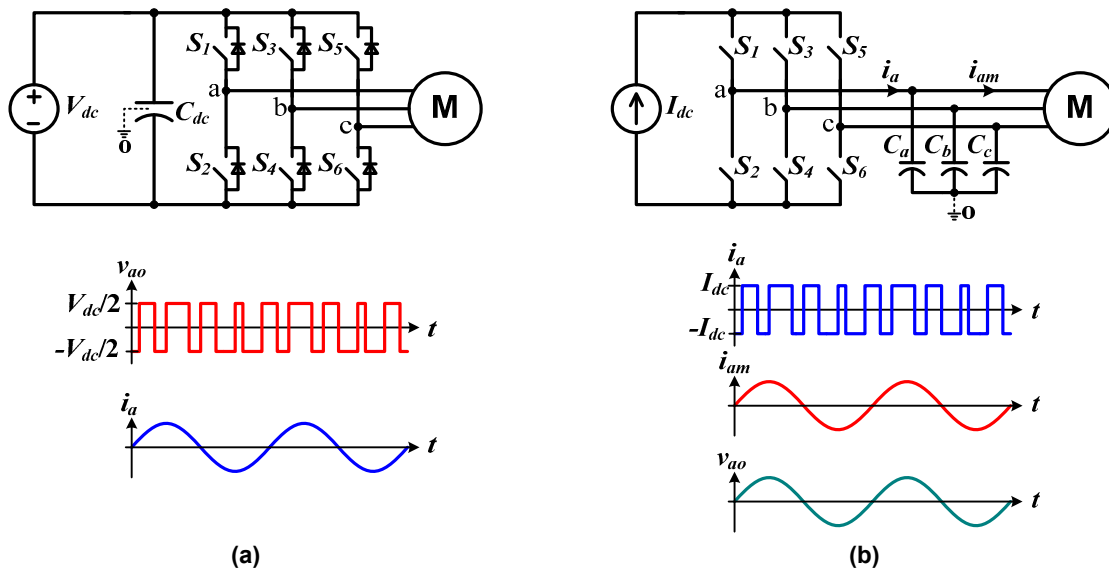 V_dc
+
−
C_dc
o
S_1
S_3
S_5
a
b
c
S_2
S_4
S_6
M
v_ao
V_dc/2
-V_dc/2
t
i_a
t
(a)
I_dc
S_1
S_3
S_5
a
b
c
S_2
S_4
S_6
i_a
i_am
M
C_a
C_b
C_c
o
i_a
I_dc
-I_dc
t
i_am
t
v_ao
t
(b)